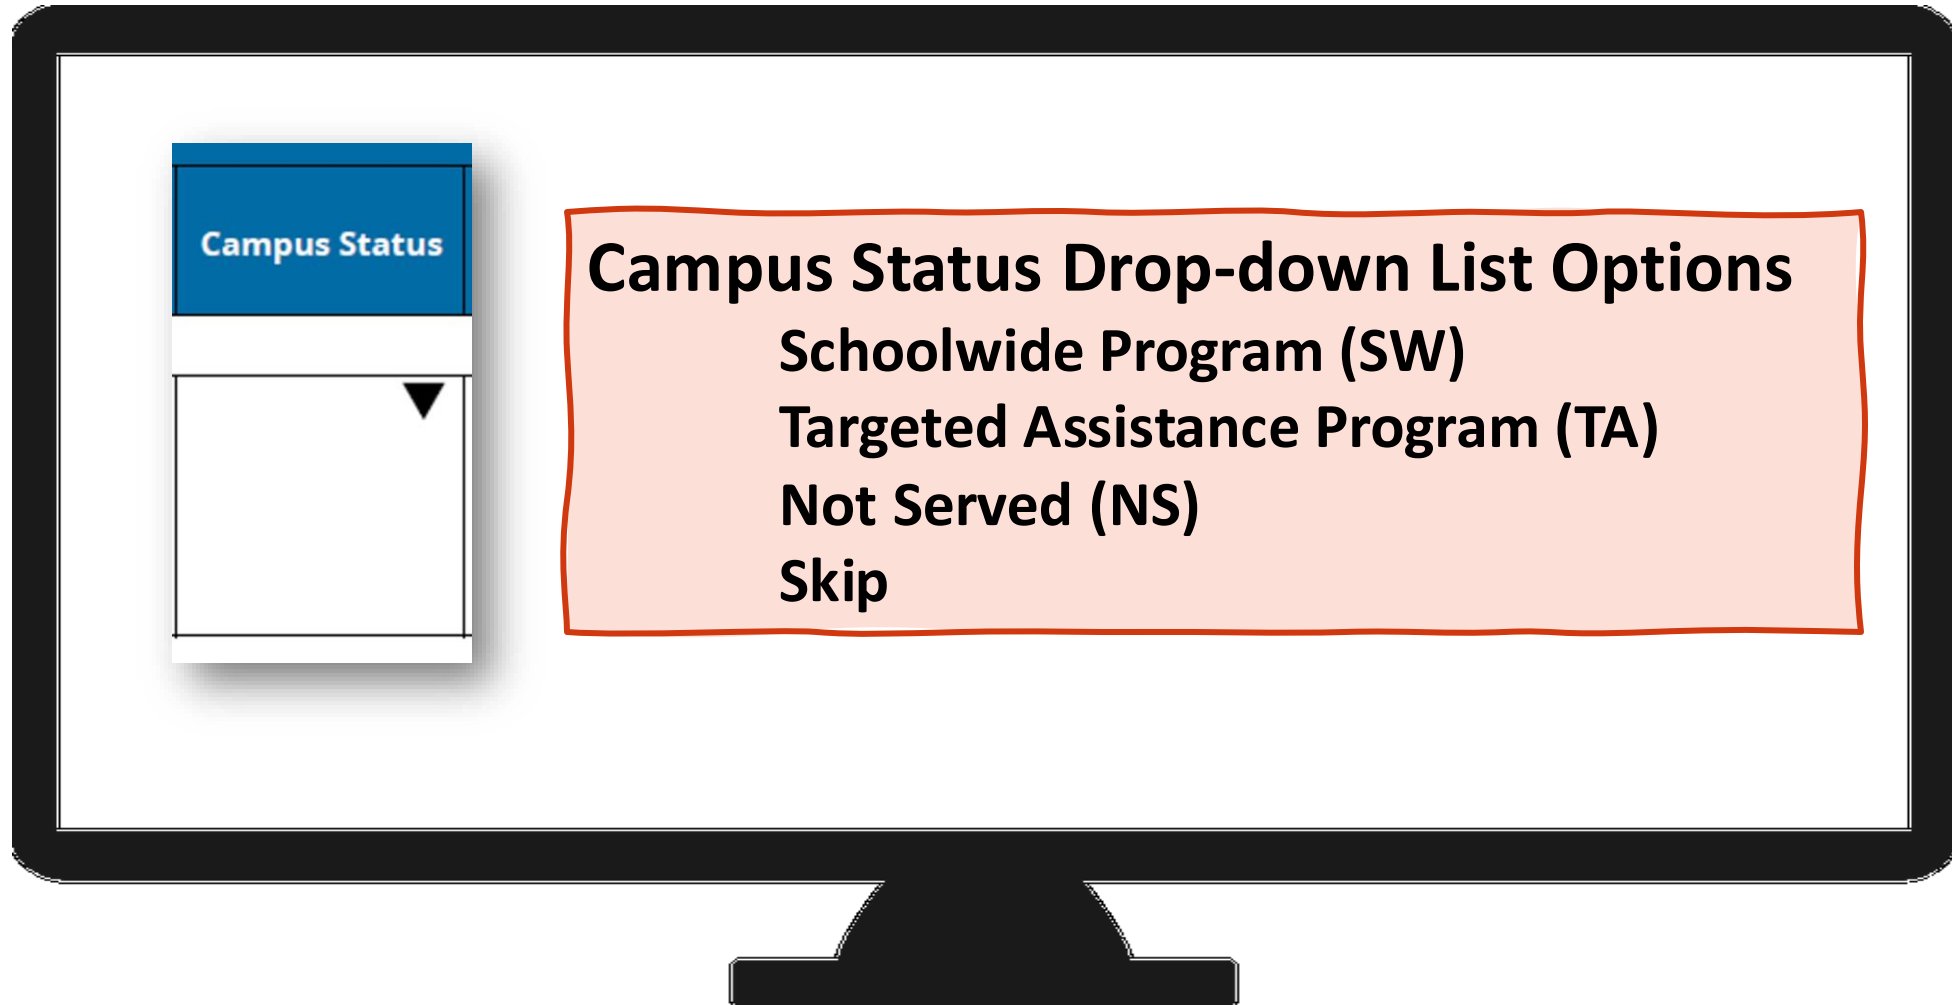 Campus Status
Campus Status Drop-down List Options
Schoolwide Program (SW)
Targeted Assistance Program (TA)
Not Served (NS)
Skip